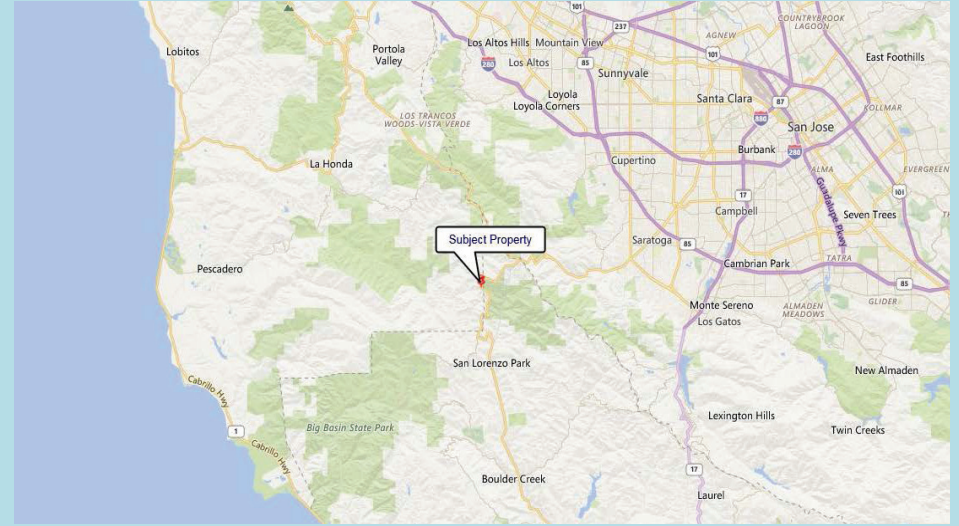 101
237
COUNTRYBROOK
LAGOON
Lobitos
Portola
Valley
Los Altos Hills
Mountain View
AGNEW
101
East Foothills
280
Los Altos
85
Sunnyvale
Loyola
Loyola Corners
Santa Clara
87
KOLLMAR
LOS TRANCOS
WOODS-VISTA VERDE
880
San Jose
La Honda
Cupertino
Burbank
280
ALMA
EVERGREEN
17
101
Campbell
Guadalupe Pkwy
Seven Trees
Subject Property
Saratoga
85
TATRA
Cambrian Park
Pescadero
85
Monte Sereno
ALMADEN
MEADOWS
GLIDER
Los Gatos
San Lorenzo Park
New Almaden
Cabrillo Hwy
Lexington Hills
Big Basin State Park
1
Twin Creeks
Cabrillo Hwy
17
Boulder Creek
Laurel